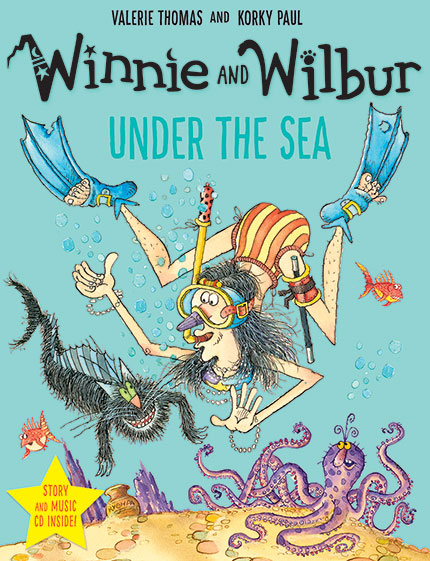 VALERIE THOMAS AND KORKY PAUL
WINNIE AND WILBUR
UNDER THE SEA
STORY
AND MUSIC
CD INSIDE!